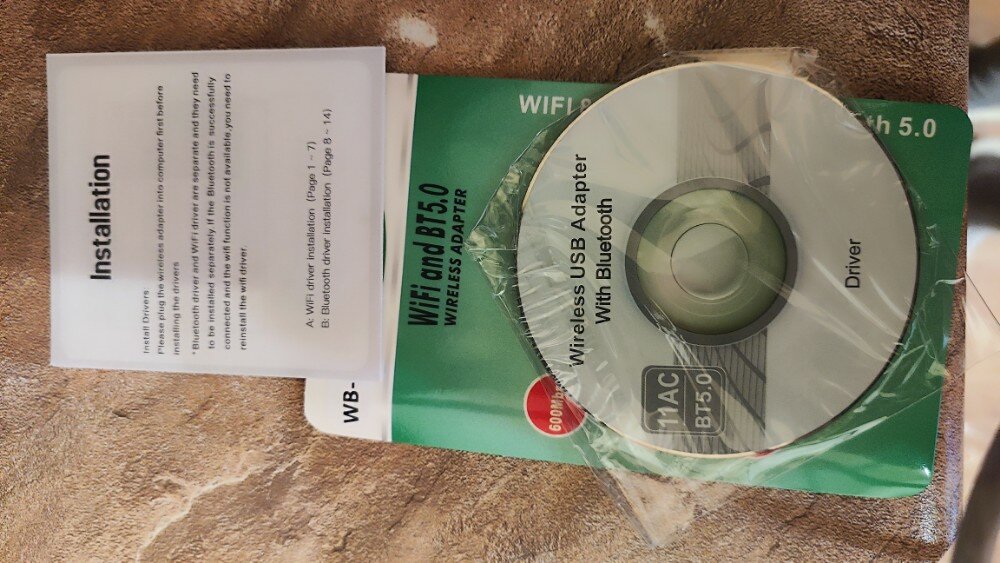 Installation
Install Drivers
Please plug the wireless adapter into computer first before
installing the drivers
*Bluetooth driver and WiFi driver are separate and they need
to be installed separately. If the Bluetooth is successfully
connected and the wifi function is not available,you need to
reinstall the wifi driver.
A: WiFi driver installation (Page 1 ~ 7)
B: Bluetooth driver installation (Page 8 ~ 14)
WB-
WiFi and BT5.0
WIRELESS ADAPTER
600Mb
WIFI
th 5.0
Wireless USB Adapter
With Bluetooth
11AC
BT5.0
Driver